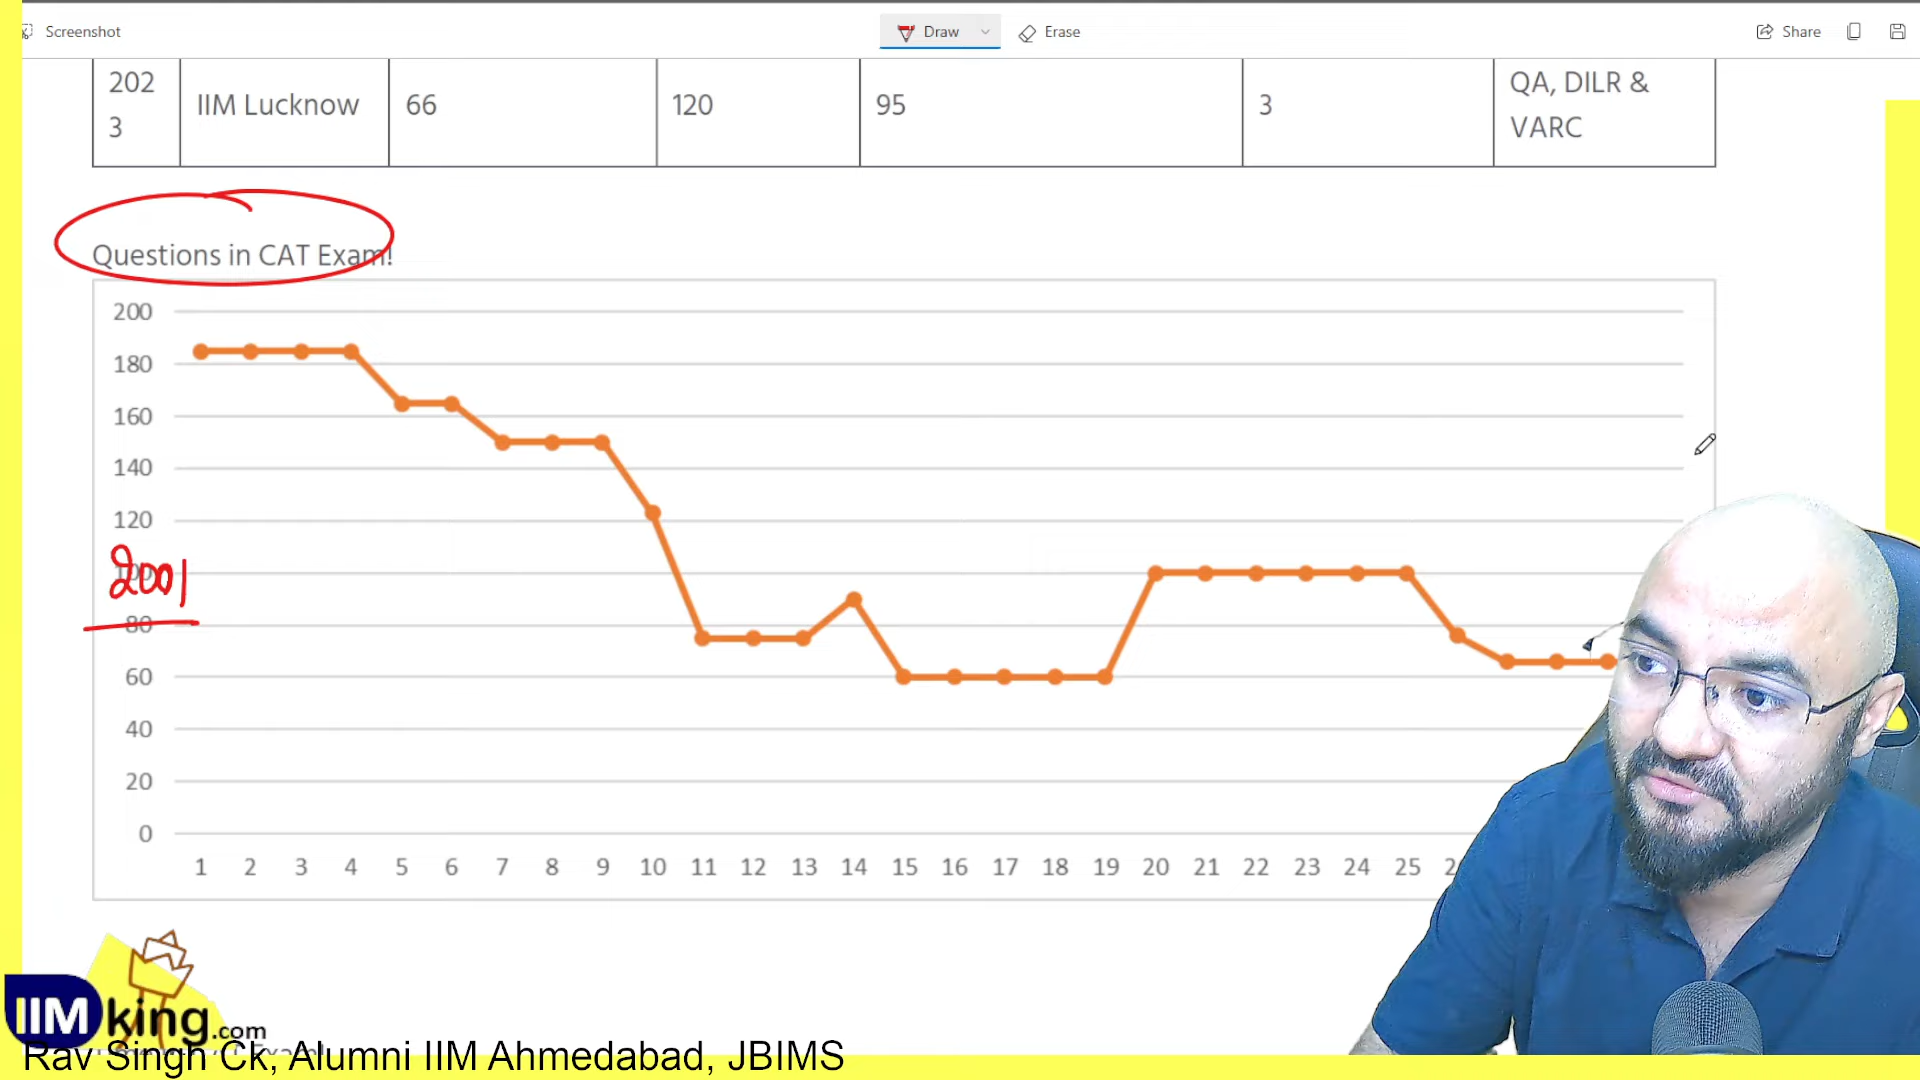 Screenshot
Draw
Erase
Share
202
3
IIM Lucknow
66
120
95
3
QA, DILR &
VARC
Questions in CAT Exam!
200
180
160
140
120
100
2001
80
60
40
20
0
1 2 3 4 5 6 7 8 9 10 11 12 13 14 15 16 17 18 19 20 21 22 23 24 25
IIMking.com
Rav Singh Ck, Alumni IIM Ahmedabad, JBIMS